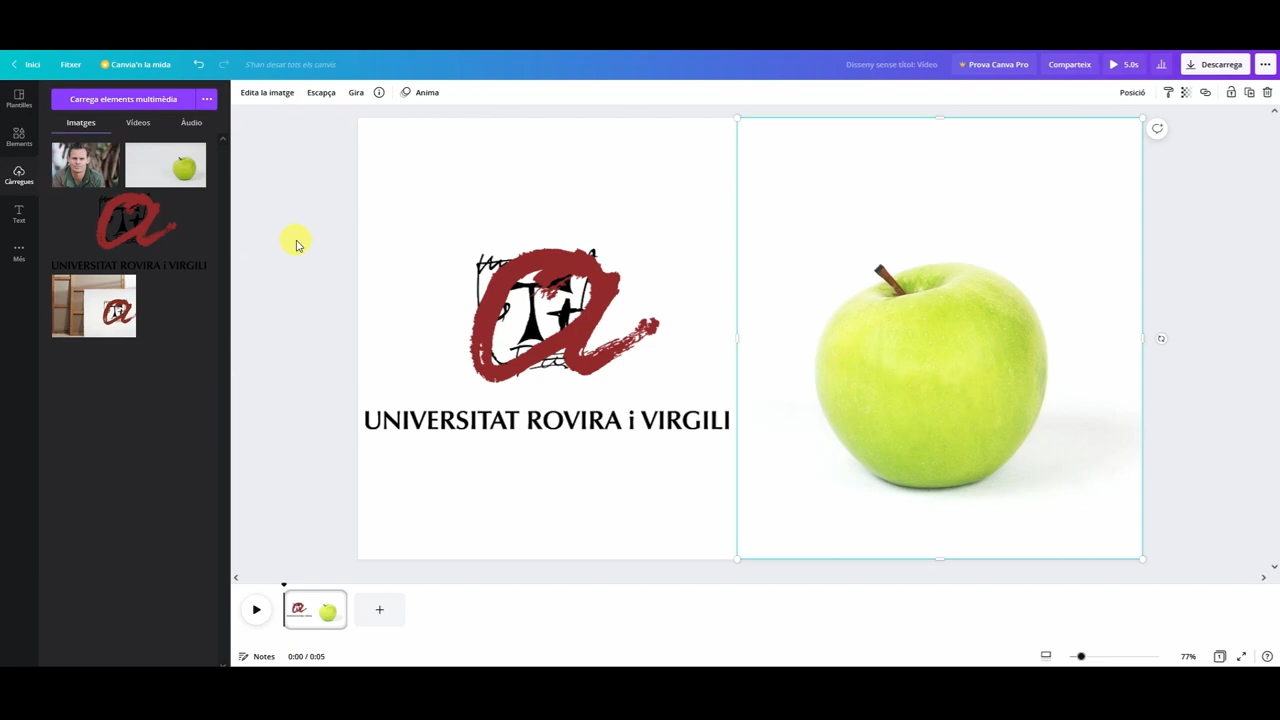 Inici Fitxer Canvia'n la mida S'han desat tots els canvis Disseny sense títol: Vídeo Prova Canva Pro Comparteix 5.0s Descarrega
Plantilles
Elements
Càrregues
Text
Més
Carrega elements multimèdia
Imatges Vídeos Àudio
UNIVERSITAT ROVIRA i VIRGILI
Edita la imatge Escapça Gira Anima Posició
UNIVERSITAT ROVIRA i VIRGILI
Notes 0:00 / 0:05 77% 1